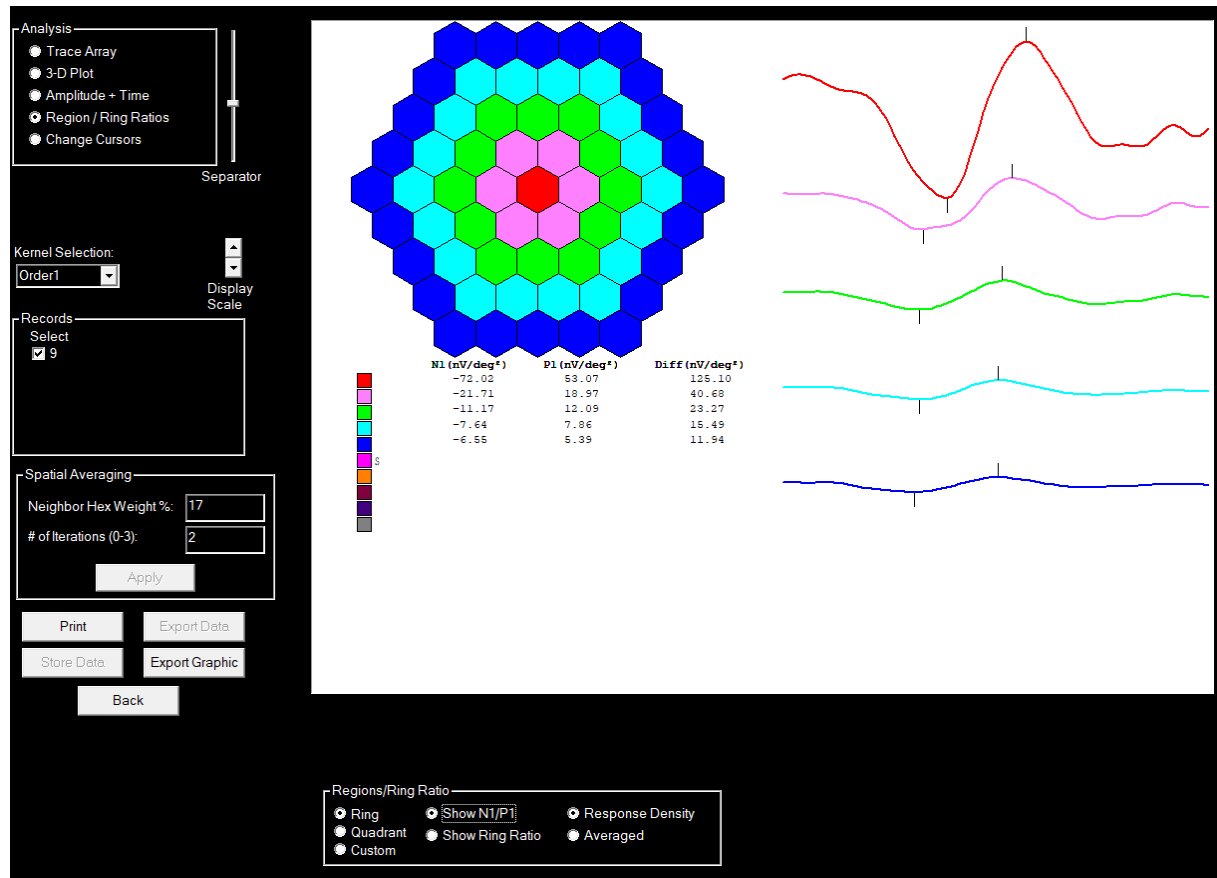 Analysis
Trace Array
3-D Plot
Amplitude + Time
Region / Ring Ratios
Change Cursors
Separator
Kernel Selection:
Order1
Display
Scale
Records
Select
9
Spatial Averaging
Neighbor Hex Weight %: 17
# of Iterations (0-3): 2
Apply
Print Export Data
Store Data Export Graphic
Back
N1(nV/deg²) P1(nV/deg²) Diff(nV/deg²)
-72.02 53.07 125.10
-21.71 18.97 40.68
-11.17 12.09 23.27
-7.64 7.86 15.49
-6.55 5.39 11.94
S
Regions/Ring Ratio
Ring Show N1/P1 Response Density
Quadrant Show Ring Ratio Averaged
Custom